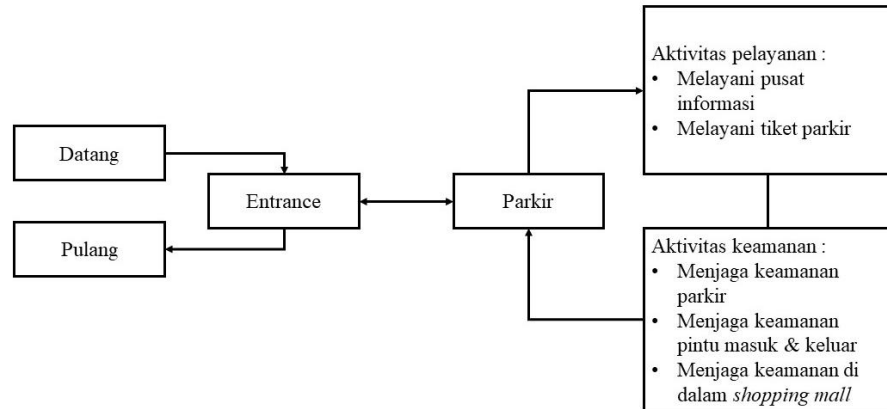 Datang
Pulang
Entrance
Parkir
Aktivitas pelayanan :
• Melayani pusat
informasi
• Melayani tiket parkir
Aktivitas keamanan :
• Menjaga keamanan
parkir
• Menjaga keamanan
pintu masuk & keluar
• Menjaga keamanan di
dalam shopping mall